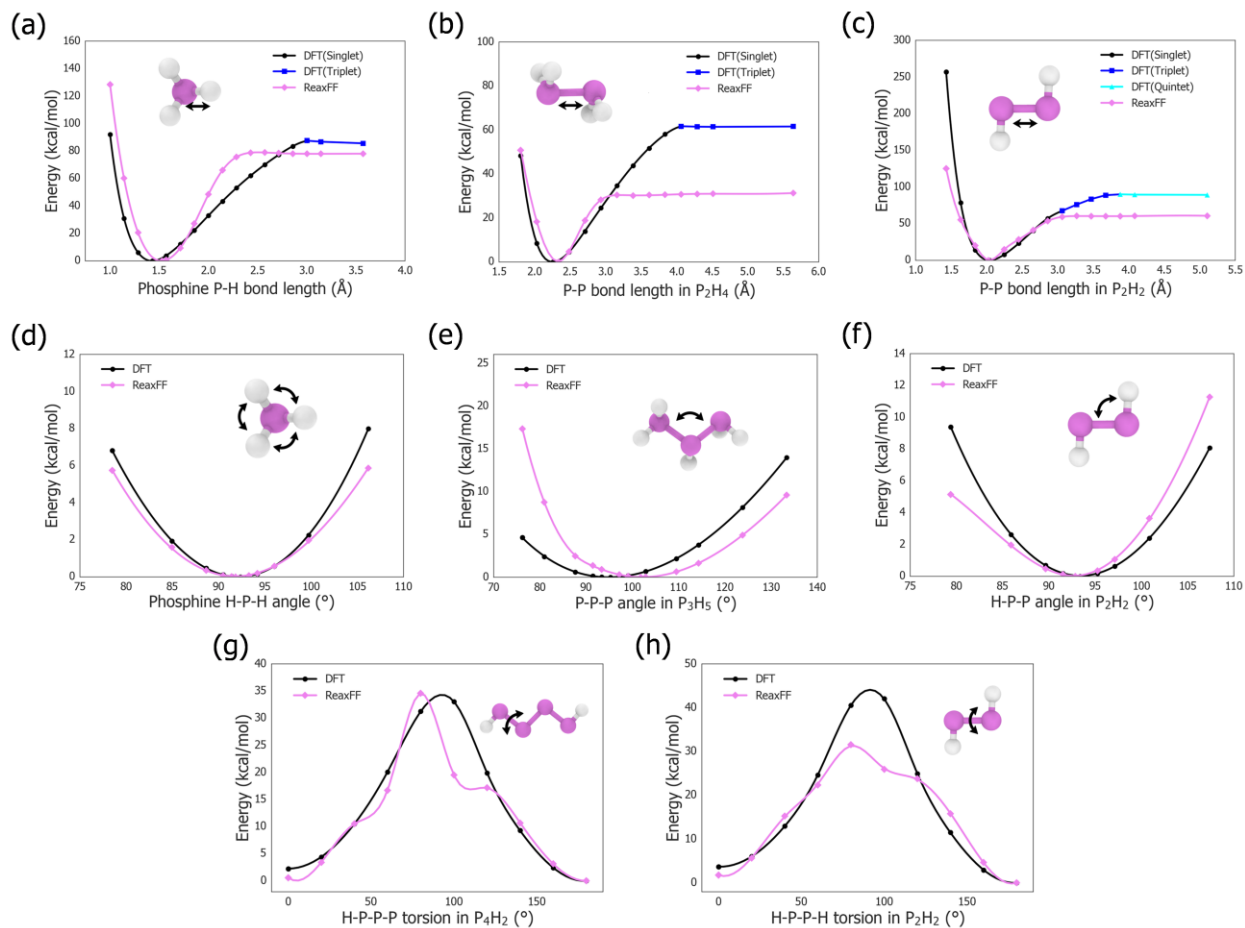 (a)
160
140
120
100
80
60
40
20
0
Energy (kcal/mol)
DFT(Singlet)
DFT(Triplet)
ReaxFF
1.0 1.5 2.0 2.5 3.0 3.5 4.0
Phosphine P-H bond length (Å)
(b)
100
80
60
40
20
0
Energy (kcal/mol)
DFT(Singlet)
DFT(Triplet)
ReaxFF
1.5 2.0 2.5 3.0 3.5 4.0 4.5 5.0 5.5 6.0
P-P bond length in P₂H₄ (Å)
(c)
300
250
200
150
100
50
0
Energy (kcal/mol)
DFT(Singlet)
DFT(Triplet)
DFT(Quintet)
ReaxFF
1.0 1.5 2.0 2.5 3.0 3.5 4.0 4.5 5.0
P-P bond length in P₂H₂ (Å)
(d)
12
10
8
6
4
2
0
Energy (kcal/mol)
DFT
ReaxFF
75 80 85 90 95 100 105 110
Phosphine H-P-H angle (°)
(e)
25
20
15
10
5
0
Energy (kcal/mol)
DFT
ReaxFF
70 80 90 100 110 120 130 140
P-P-P angle in P₃H₅ (°)
(f)
14
12
10
8
6
4
2
0
Energy (kcal/mol)
DFT
ReaxFF
75 80 85 90 95 100 105 110
H-P-P angle in P₂H₂ (°)
(g)
40
35
30
25
20
15
10
5
0
Energy (kcal/mol)
DFT
ReaxFF
0 50 100 150
H-P-P-P torsion in P₄H₂ (°)
(h)
50
40
30
20
10
0
Energy (kcal/mol)
DFT
ReaxFF
0 50 100 150
H-P-P-H torsion in P₂H₂ (°)